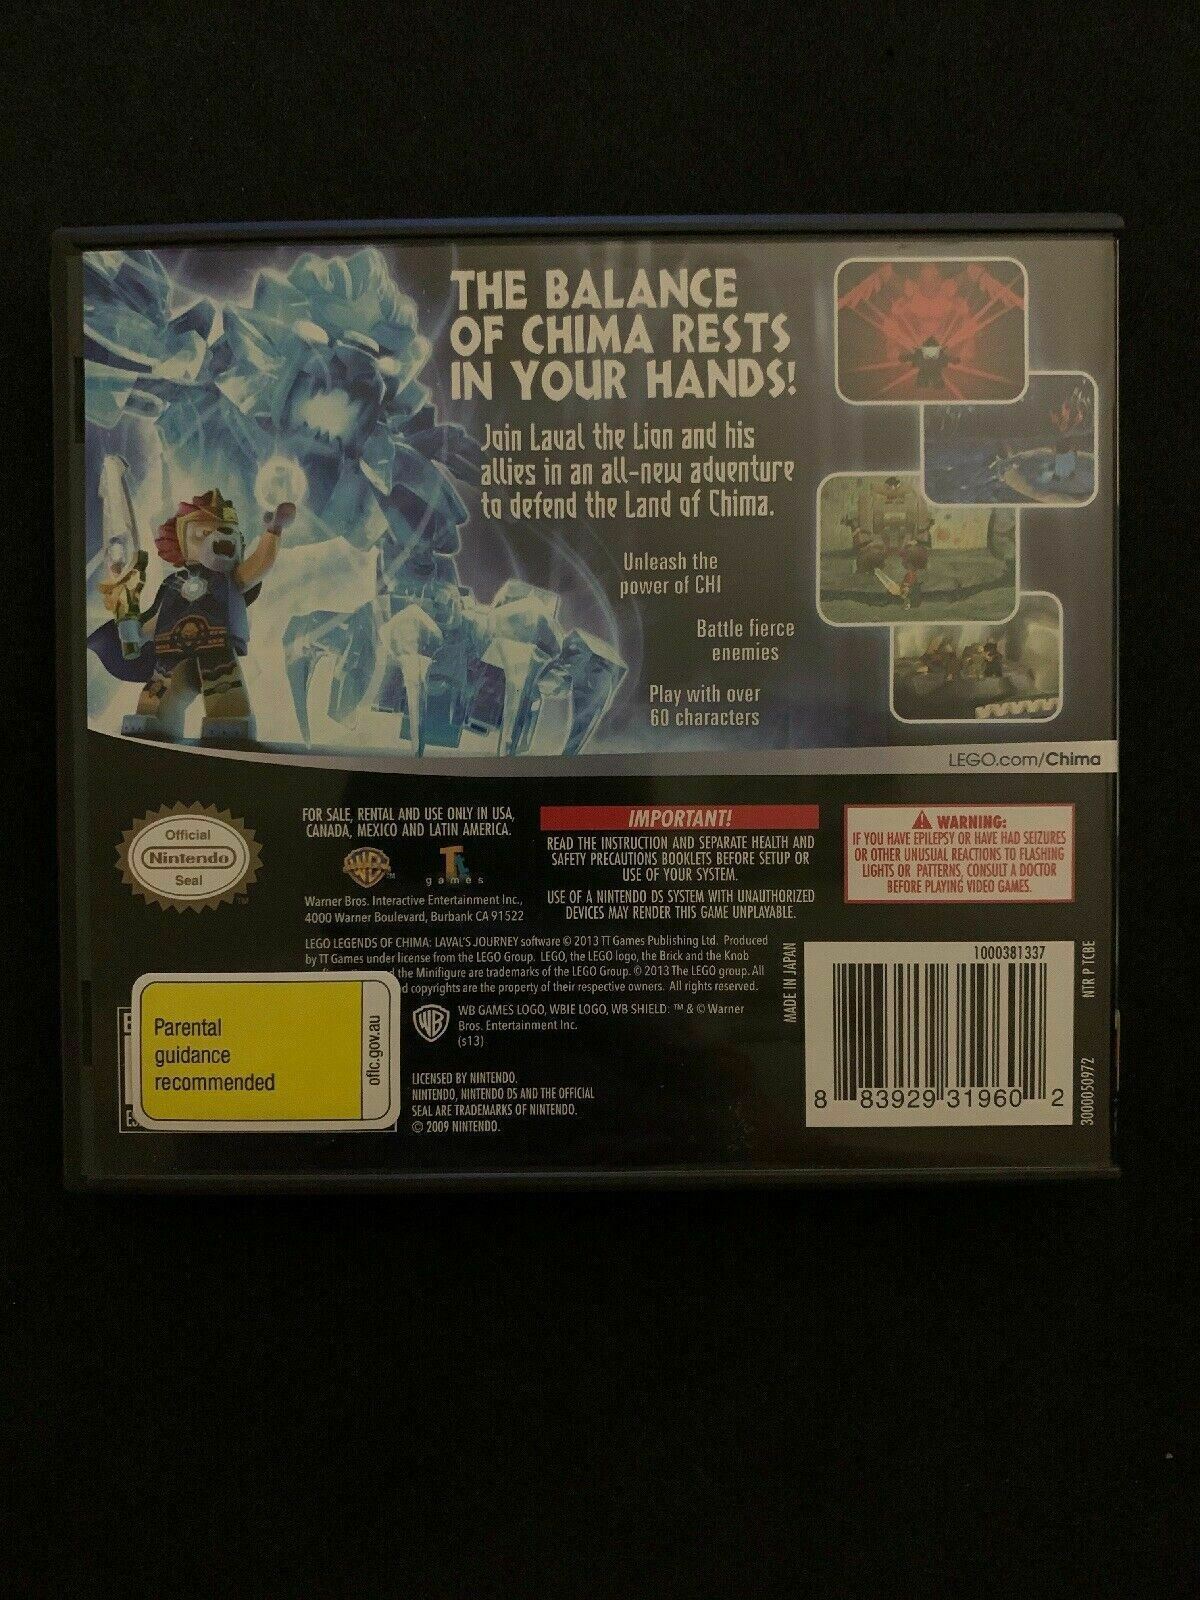 THE BALANCE
OF CHIMA RESTS
IN YOUR HANDS!
Join Laval the Lion and his
allies in an all-new adventure
to defend the Land of Chima.
Unleash the
power of CHI
Battle fierce
enemies
Play with over
60 characters
LEGO.com/Chima
Official
Nintendo
Seal
TM
FOR SALE, RENTAL AND USE ONLY IN USA,
CANADA, MEXICO AND LATIN AMERICA.
WB TM
Tt
games
Warner Bros. Interactive Entertainment Inc.,
4000 Warner Boulevard, Burbank CA 91522
IMPORTANT!
READ THE INSTRUCTION AND SEPARATE HEALTH AND
SAFETY PRECAUTIONS BOOKLETS BEFORE SETUP OR
USE OF YOUR SYSTEM.
USE OF A NINTENDO DS SYSTEM WITH UNAUTHORIZED
DEVICES MAY RENDER THIS GAME UNPLAYABLE.
WARNING:
IF YOU HAVE EPILEPSY OR HAVE HAD SEIZURES
OR OTHER UNUSUAL REACTIONS TO FLASHING
LIGHTS OR PATTERNS, CONSULT A DOCTOR
BEFORE PLAYING VIDEO GAMES.
LEGO LEGENDS OF CHIMA: LAVAL'S JOURNEY software © 2013 TT Games Publishing Ltd. Produced
by TT Games under license from the LEGO Group. LEGO, the LEGO logo, the Brick and the Knob
the Minifigure are trademarks of the LEGO Group. © 2013 The LEGO group. All
copyrights are the property of their respective owners. All rights reserved.
WB
WB GAMES LOGO, WBIE LOGO, WB SHIELD: ™ & © Warner
Bros. Entertainment Inc.
(s13)
Parental
guidance
recommended
oflc.gov.au
LICENSED BY NINTENDO.
NINTENDO, NINTENDO DS AND THE OFFICIAL
SEAL ARE TRADEMARKS OF NINTENDO.
© 2009 NINTENDO.
MADE IN JAPAN
1000381337
8 83929 31960 2
NTR P TCBE
3000050972